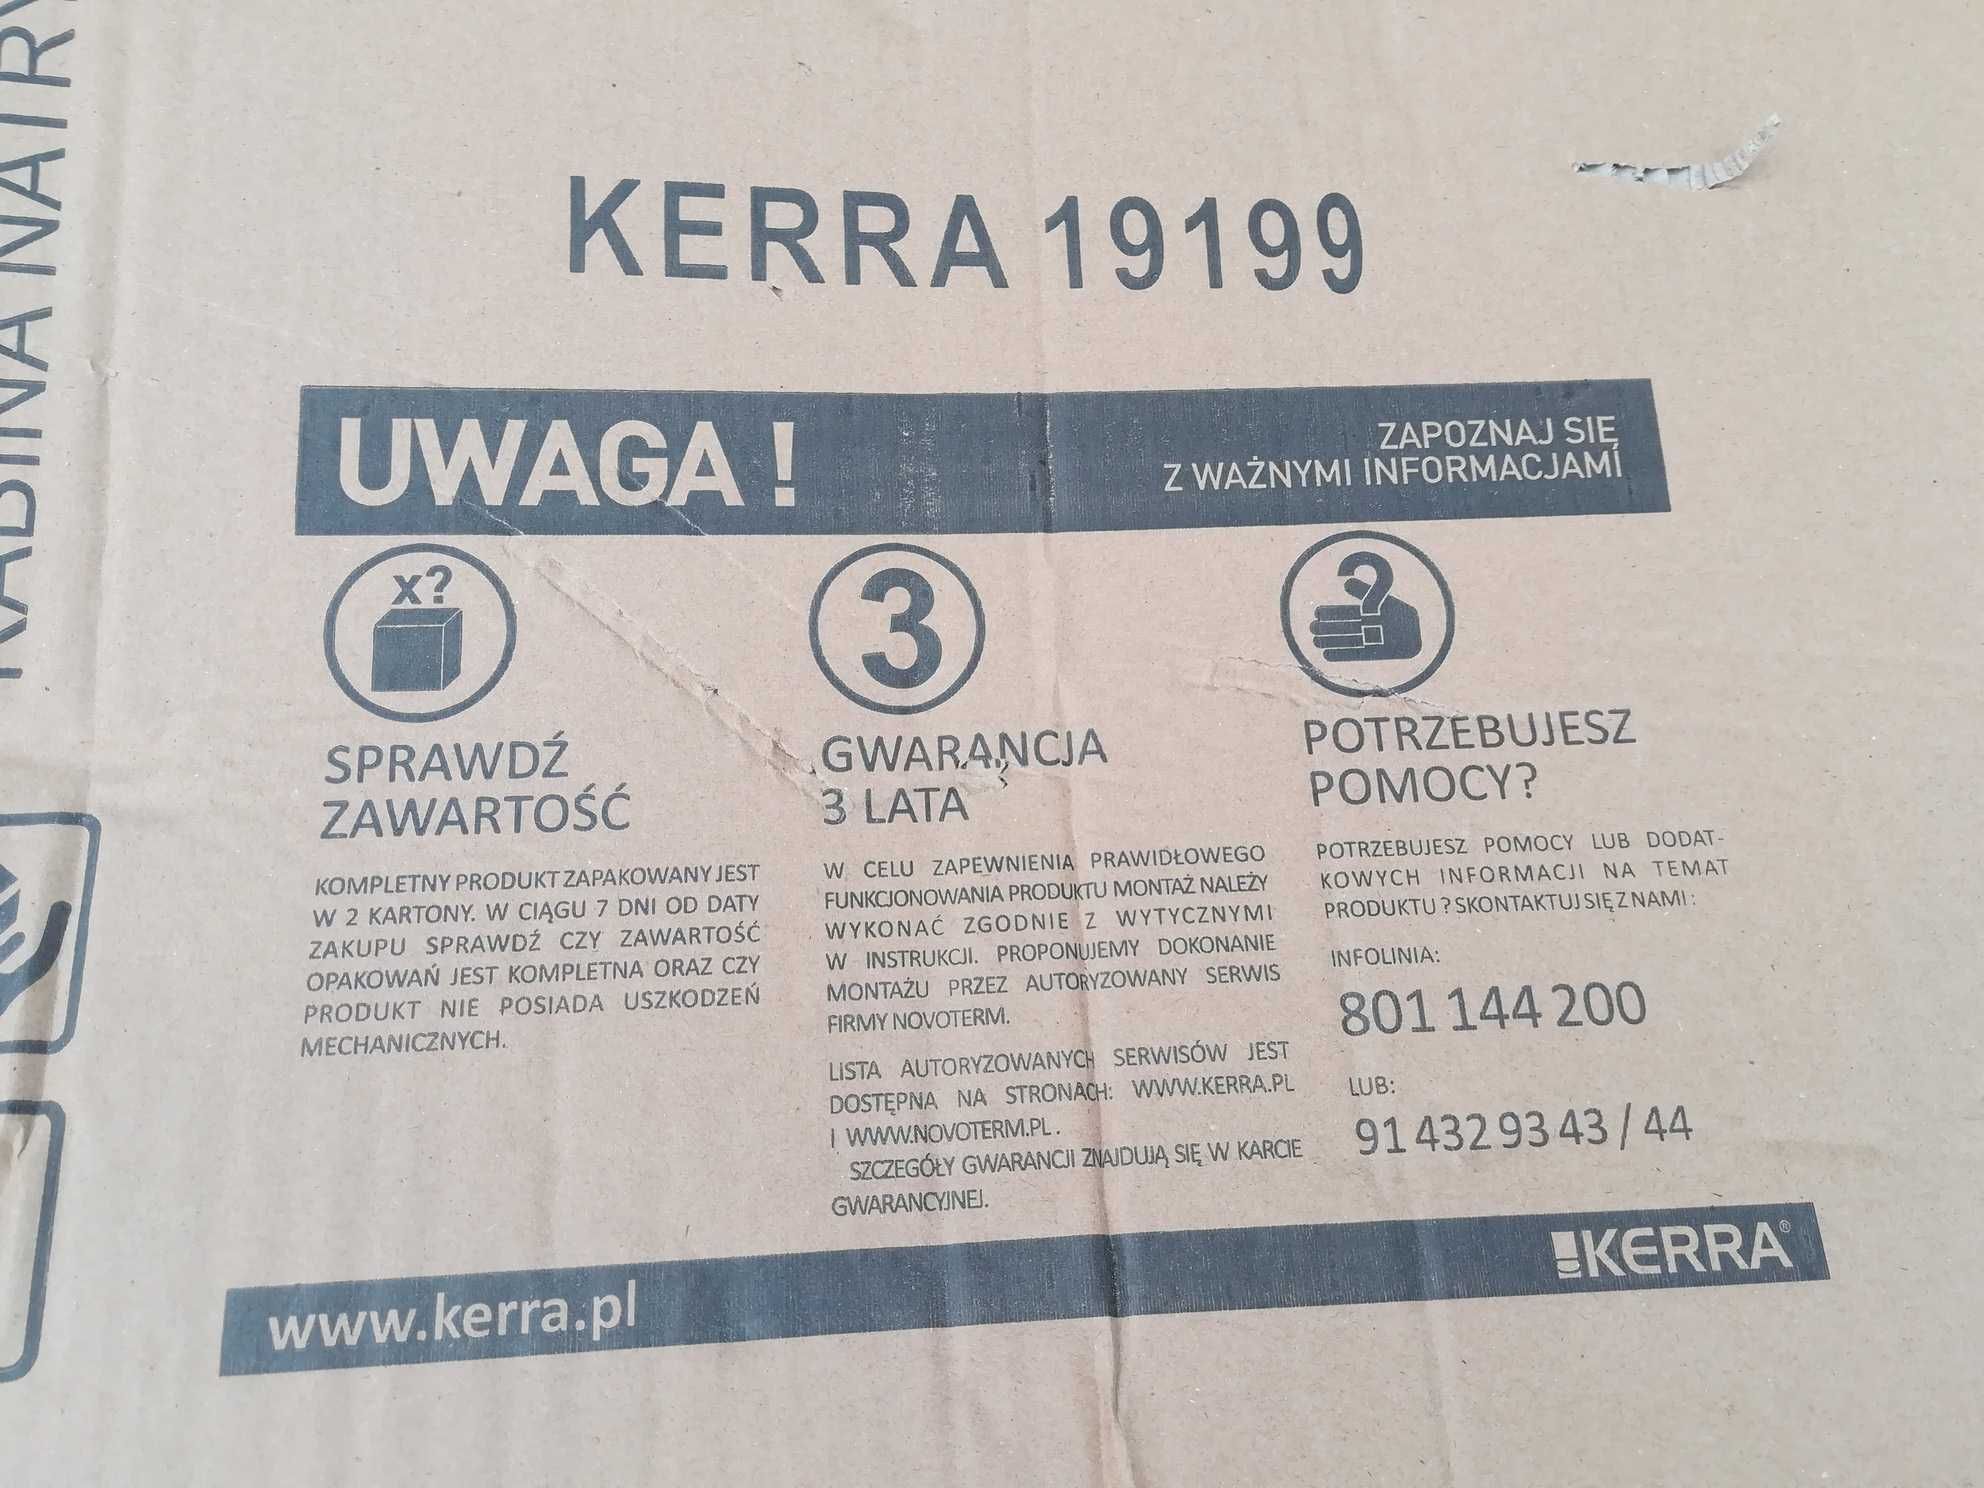 KABINA NATRY
KERRA 19199
UWAGA !
ZAPOZNAJ SIĘ
Z WAŻNYMI INFORMACJAMI
x?
SPRAWDŹ
ZAWARTOŚĆ
KOMPLETNY PRODUKT ZAPAKOWANY JEST
W 2 KARTONY. W CIĄGU 7 DNI OD DATY
ZAKUPU SPRAWDŹ CZY ZAWARTOŚĆ
OPAKOWAŃ JEST KOMPLETNA ORAZ CZY
PRODUKT NIE POSIADA USZKODZEŃ
MECHANICZNYCH.
3
GWARANCJA
3 LATA
W CELU ZAPEWNIENIA PRAWIDŁOWEGO
FUNKCJONOWANIA PRODUKTU MONTAŻ NALEŻY
WYKONAĆ ZGODNIE Z WYTYCZNYMI
W INSTRUKCJI. PROPONUJEMY DOKONANIE
MONTAŻU PRZEZ AUTORYZOWANY SERWIS
FIRMY NOVOTERM.
LISTA AUTORYZOWANYCH SERWISÓW JEST
DOSTĘPNA NA STRONACH: WWW.KERRA.PL
I WWW.NOVOTERM.PL.
SZCZEGÓŁY GWARANCJI ZNAJDUJĄ SIĘ W KARCIE
GWARANCYJNEJ.
?
POTRZEBUJESZ
POMOCY?
POTRZEBUJESZ POMOCY LUB DODAT-
KOWYCH INFORMACJI NA TEMAT
PRODUKTU ? SKONTAKTUJ SIĘ Z NAMI :
INFOLINIA:
801 144 200
LUB:
91 432 93 43 / 44
www.kerra.pl
KERRA®